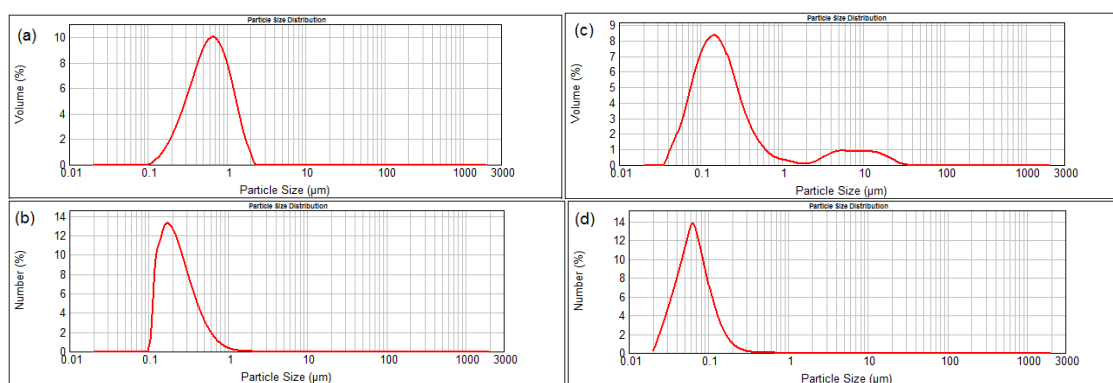 (a)
Particle Size Distribution
Volume (%)
10
8
6
4
2
0
0.01 0.1 1 10 100 1000 3000
Particle Size (µm)
(b)
Particle Size Distribution
Number (%)
14
12
10
8
6
4
2
0
0.01 0.1 1 10 100 1000 3000
Particle Size (µm)
(c)
Particle Size Distribution
Volume (%)
9
8
7
6
5
4
3
2
1
0
0.01 0.1 1 10 100 1000 3000
Particle Size (µm)
(d)
Particle Size Distribution
Number (%)
14
12
10
8
6
4
2
0
0.01 0.1 1 10 100 1000 3000
Particle Size (µm)